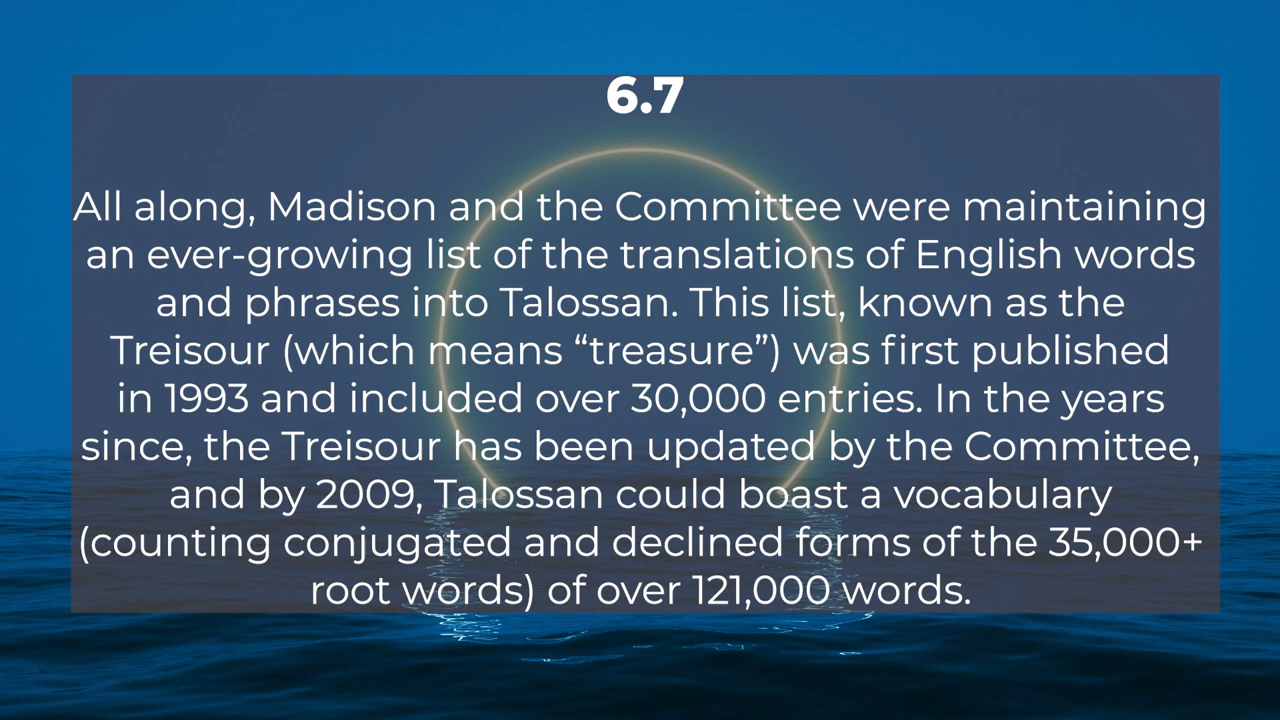 6.7
All along, Madison and the Committee were maintaining
an ever-growing list of the translations of English words
and phrases into Talossan. This list, known as the
Treisour (which means “treasure”) was first published
in 1993 and included over 30,000 entries. In the years
since, the Treisour has been updated by the Committee,
and by 2009, Talossan could boast a vocabulary
(counting conjugated and declined forms of the 35,000+
root words) of over 121,000 words.